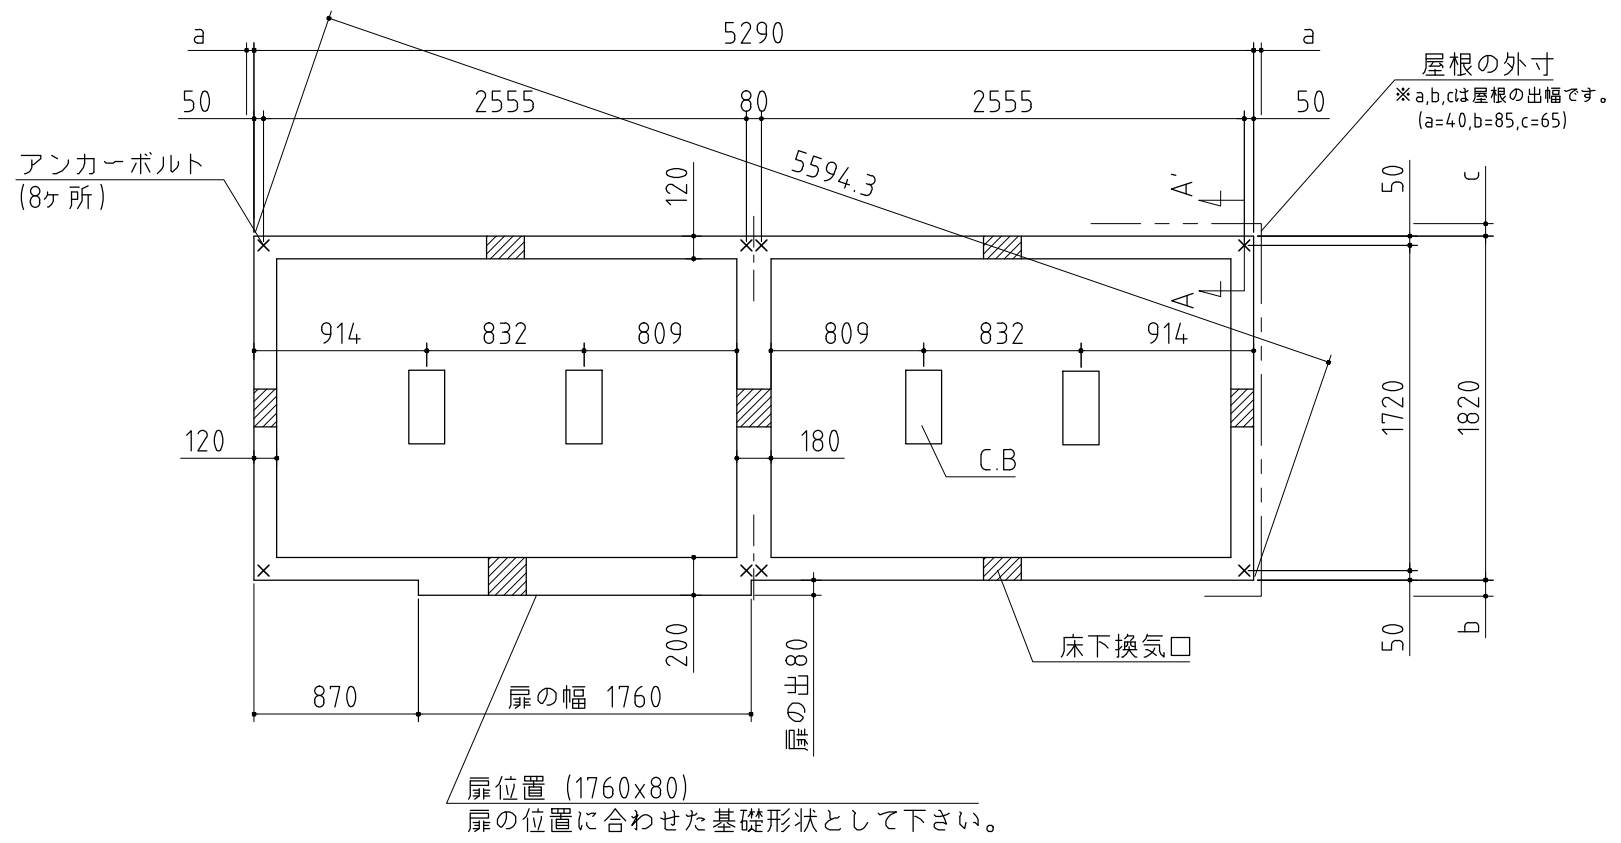 a
5290
a
屋根の外寸
50
2555
80
2555
50
※a,b,cは屋根の出幅です。
(a=40,b=85,c=65)
アンカーボルト
(8ヶ所)
120
5594.3
A'
50
c
A
914
832
809
809
832
914
1720
1820
120
180
C.B
200
扉の出80
50
b
床下換気口
870
扉の幅 1760
扉位置 (1760x80)
扉の位置に合わせた基礎形状として下さい。